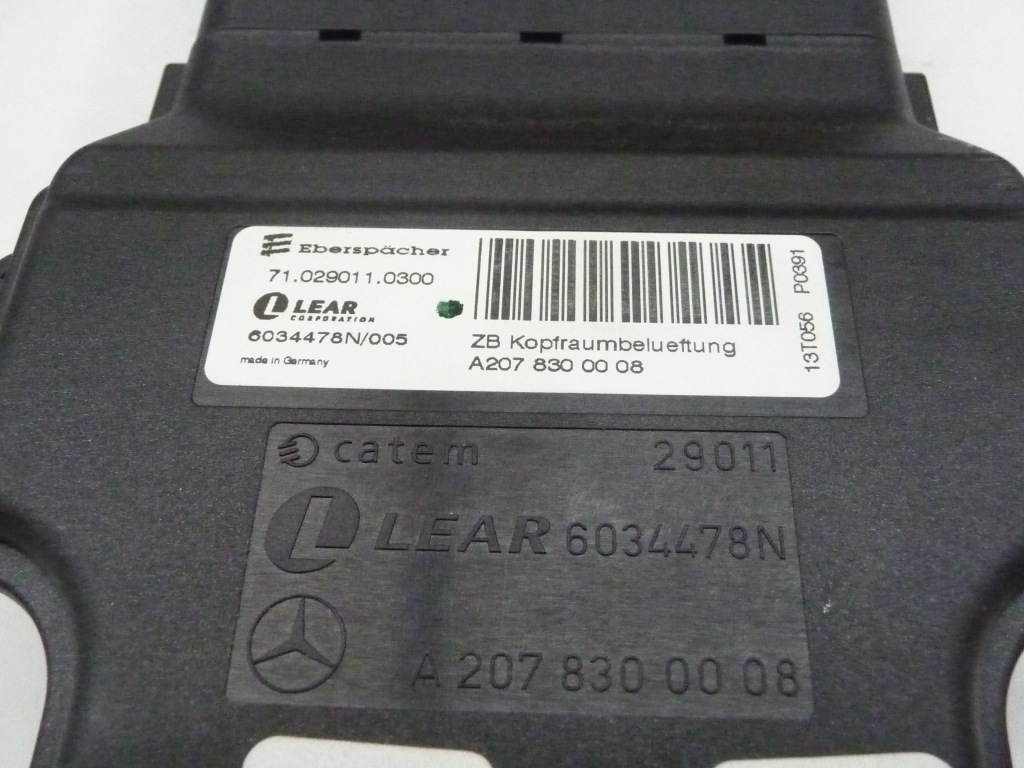 Eberspächer
71.029011.0300
LEAR
CORPORATION
6034478N/005
made in Germany
ZB Kopfraumbelueftung
A207 830 00 08
13T056 P0391
catem 29011
LEAR 6034478N
A 207 830 00 08